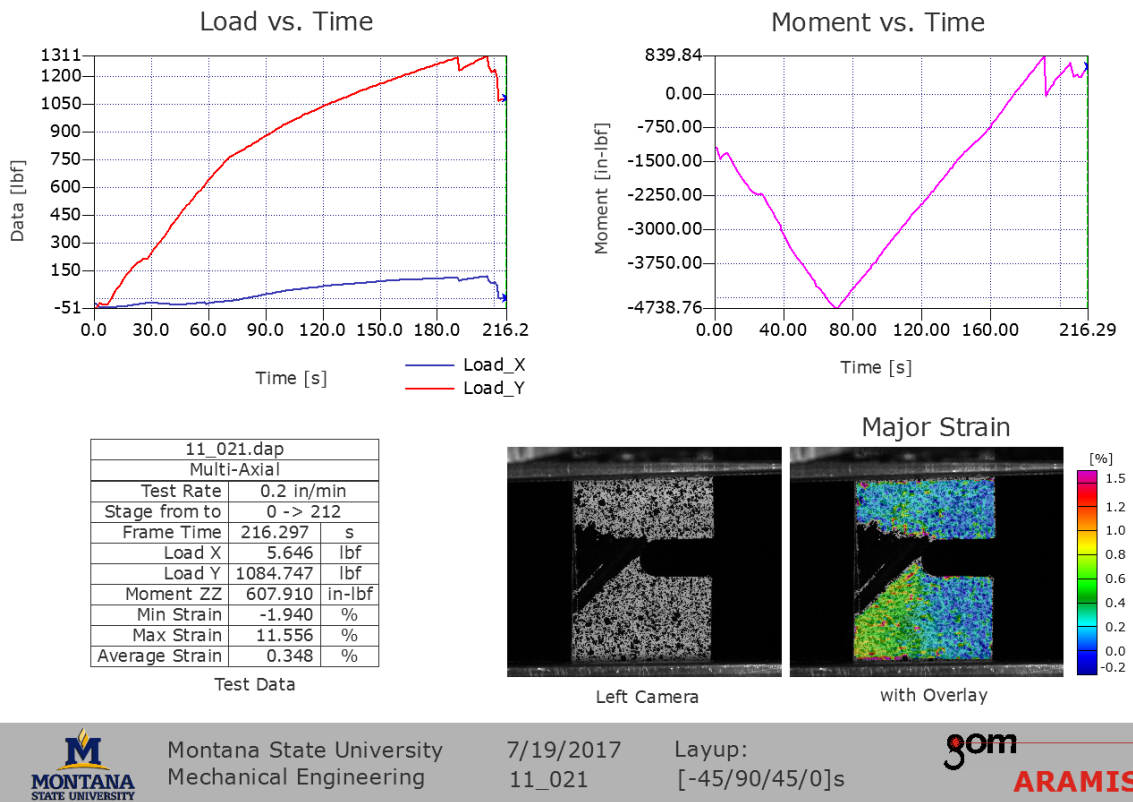 Load vs. Time
1311
1200
1050
900
750
600
450
300
150
-51
Data [lbf]
0.0 30.0 60.0 90.0 120.0 150.0 180.0 216.2
Time [s]
Load_X
Load_Y
Moment vs. Time
839.84
0.00
-750.00
-1500.00
-2250.00
-3000.00
-3750.00
-4738.76
Moment [in-lbf]
0.00 40.00 80.00 120.00 160.00 216.29
Time [s]
11_021.dap
Multi-Axial
Test Rate 0.2 in/min
Stage from to 0 -> 212
Frame Time 216.297 s
Load X 5.646 lbf
Load Y 1084.747 lbf
Moment ZZ 607.910 in-lbf
Min Strain -1.940 %
Max Strain 11.556 %
Average Strain 0.348 %
Test Data
Left Camera
Major Strain
with Overlay
[%]
1.5
1.2
1.0
0.8
0.6
0.4
0.2
0.0
-0.2
M
MONTANA
STATE UNIVERSITY
Montana State University
Mechanical Engineering
7/19/2017
11_021
Layup:
[-45/90/45/0]s
gom
ARAMIS